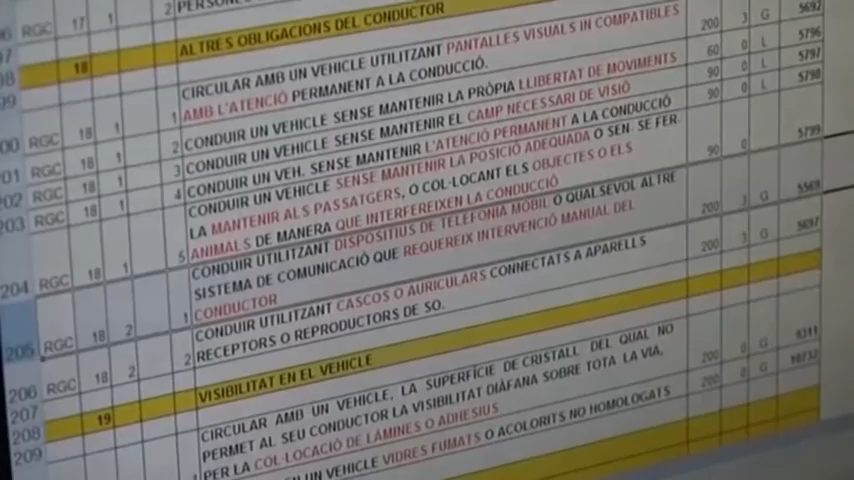 RGC 17 1 2 PERSONE
97
98 18 ALTRES OBLIGACIONS DEL CONDUCTOR
99
CIRCULAR AMB UN VEHICLE UTILITZANT PANTALLES VISUALS IN COMPATIBLES
00 RGC 18 1 1 AMB L'ATENCIÓ PERMANENT A LA CONDUCCIÓ. 200 3 G 5692
01 RGC 18 1 2 CONDUIR UN VEHICLE SENSE MANTENIR LA PRÒPIA LLIBERTAT DE MOVIMENTS 60 0 L 5796
202 RGC 18 1 3 CONDUIR UN VEHICLE SENSE MANTENIR EL CAMP NECESSARI DE VISIÓ 90 0 L 5797
203 RGC 18 1 4 CONDUIR UN VEH. SENSE MANTENIR L'ATENCIÓ PERMANENT A LA CONDUCCIÓ 90 0 L 5798
CONDUIR UN VEHICLE SENSE MANTENIR LA POSICIÓ ADEQUADA O SEN. SE FER-
LA MANTENIR ALS PASSATGERS, O COL·LOCANT ELS OBJECTES O ELS
204 RGC 18 1 5 ANIMALS DE MANERA QUE INTERFEREIXEN LA CONDUCCIÓ 90 0 5799
CONDUIR UTILITZANT DISPOSITIUS DE TELEFONIA MOBIL O QUALSEVOL ALTRE
SISTEMA DE COMUNICACIÓ QUE REQUEREIX INTERVENCIÓ MANUAL DEL
205 RGC 18 2 1 CONDUCTOR 200 3 G 5569
CONDUIR UTILITZANT CASCOS O AURICULARS CONNECTATS A APARELLS
206 RGC 18 2 2 RECEPTORS O REPRODUCTORS DE SO. 200 3 G 5697
207
208 19 VISIBILITAT EN EL VEHICLE
209
CIRCULAR AMB UN VEHICLE, LA SUPERFÍCIE DE CRISTALL DEL QUAL NO
PERMET AL SEU CONDUCTOR LA VISIBILITAT DIÀFANA SOBRE TOTA LA VIA,
1 PER LA COL·LOCACIÓ DE LÀMINES O ADHESIUS 200 0 G
UN VEHICLE VIDRES FUMATS O ACOLORITS NO HOMOLOGATS 200 0 G